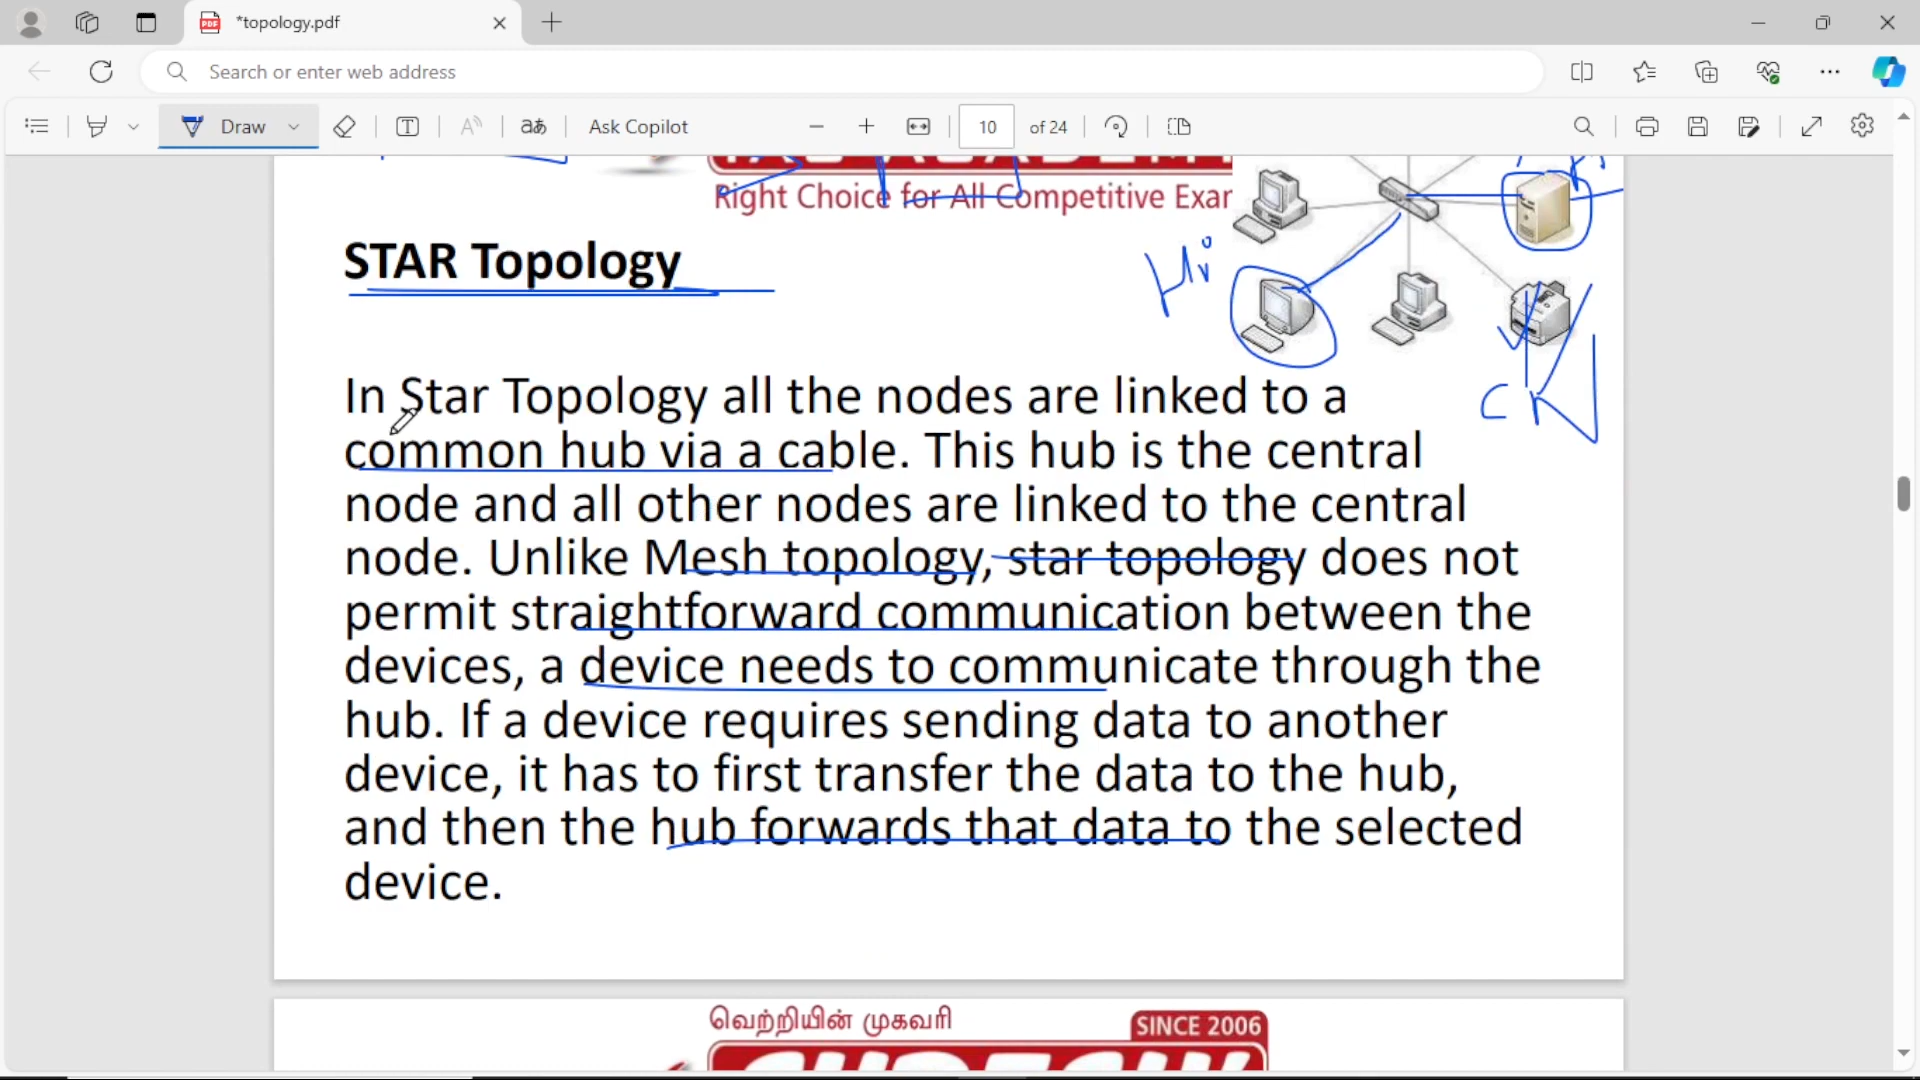 *topology.pdf
Search or enter web address
Draw
Ask Copilot
10 of 24
Right Choice for All Competitive Exar
STAR Topology
Hi
In Star Topology all the nodes are linked to a
common hub via a cable. This hub is the central
node and all other nodes are linked to the central
node. Unlike Mesh topology, star topology does not
permit straightforward communication between the
devices, a device needs to communicate through the
hub. If a device requires sending data to another
device, it has to first transfer the data to the hub,
and then the hub forwards that data to the selected
device.
வெற்றியின் முகவரி
SINCE 2006